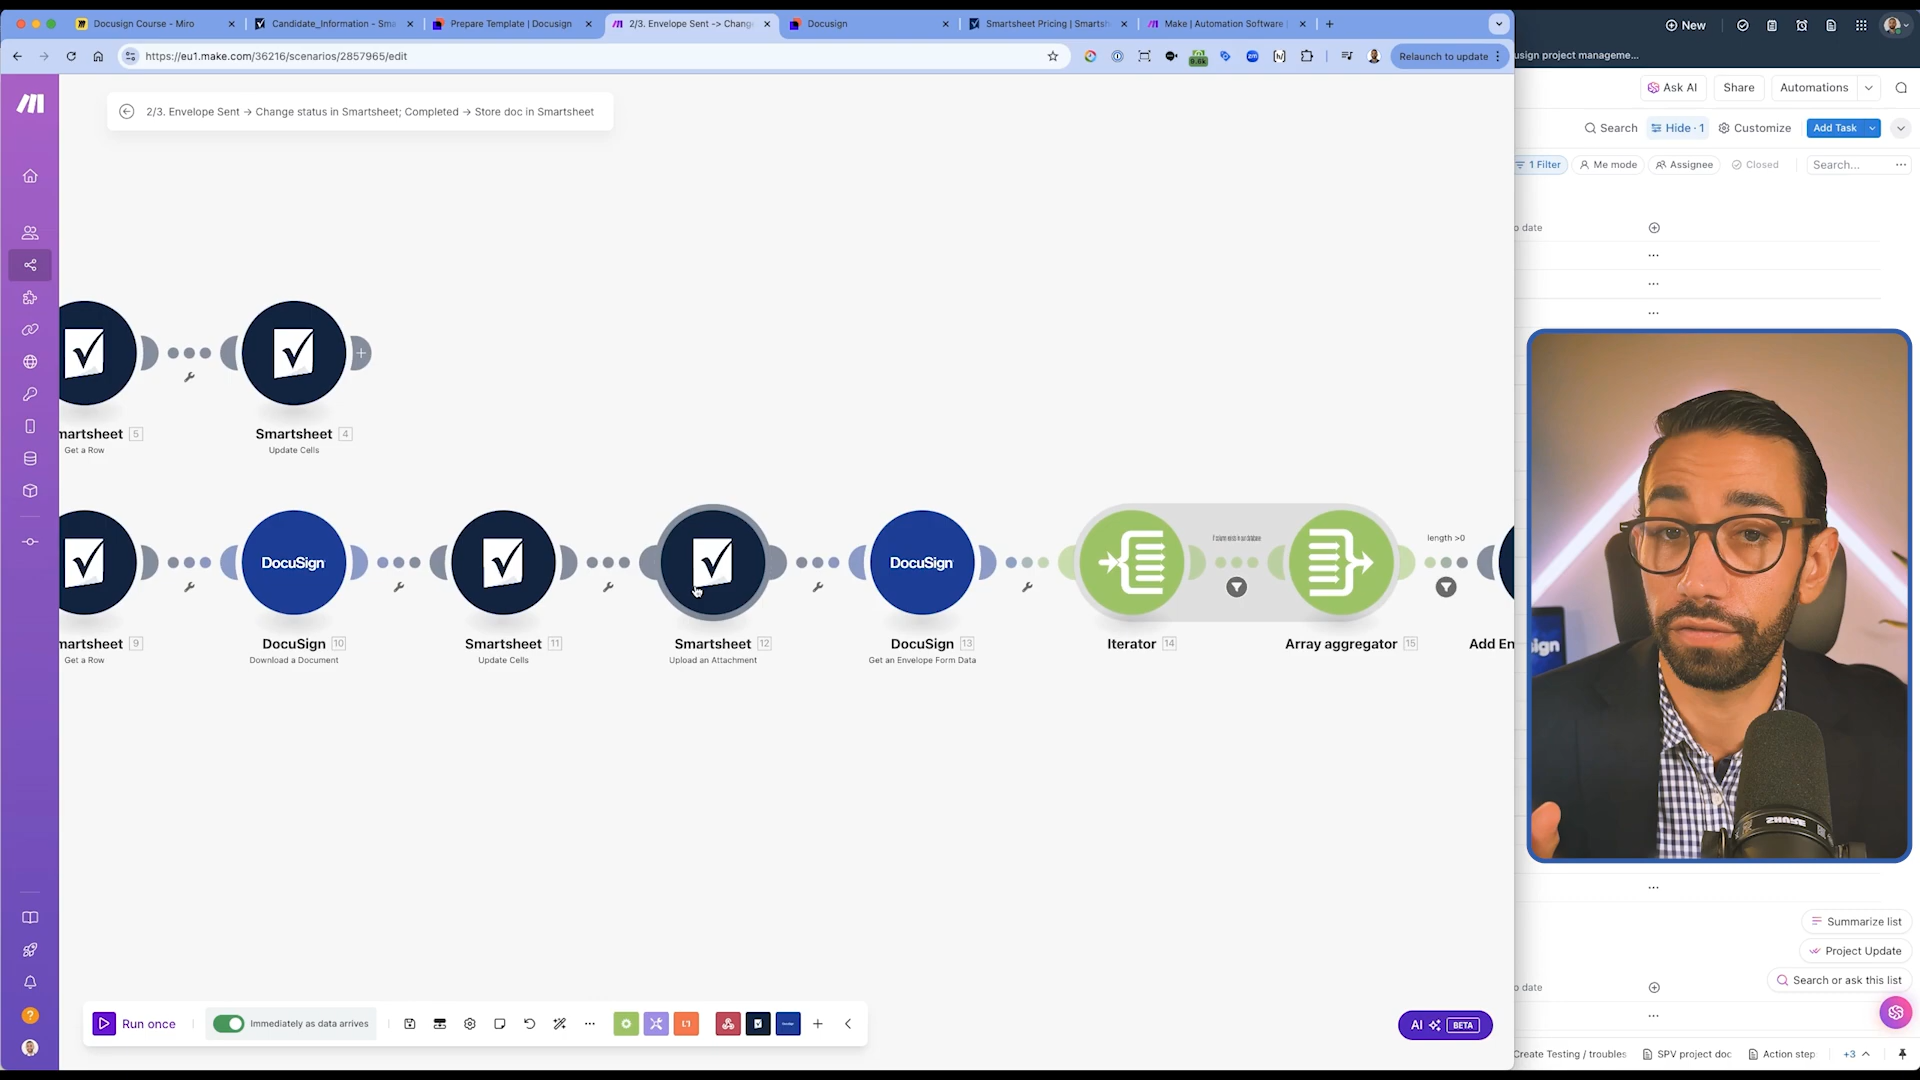 Docusign Course - Miro
Candidate_Information - Sma
Prepare Template | Docusign
2/3. Envelope Sent -> Chang
Docusign
Smartsheet Pricing | Smartsh
Make | Automation Software
New
https://eu1.make.com/36216/scenarios/2857965/edit
9.6k
Relaunch to update
usign project manageme...
2/3. Envelope Sent → Change status in Smartsheet; Completed → Store doc in Smartsheet
Ask AI
Share
Automations
Search
Hide · 1
Customize
Add Task
1 Filter
Me mode
Assignee
Closed
Search...
o date
martsheet 5
Get a Row
Smartsheet 4
Update Cells
length >0
DocuSign
DocuSign
martsheet 9
Get a Row
DocuSign 10
Download a Document
Smartsheet 11
Update Cells
Smartsheet 12
Upload an Attachment
DocuSign 13
Get an Envelope Form Data
Iterator 14
Array aggregator 15
Add En
ign
SHURE
Summarize list
Project Update
Search or ask this list
o date
Run once
Immediately as data arrives
AI BETA
Create Testing / troubles
SPV project doc
Action step
+3